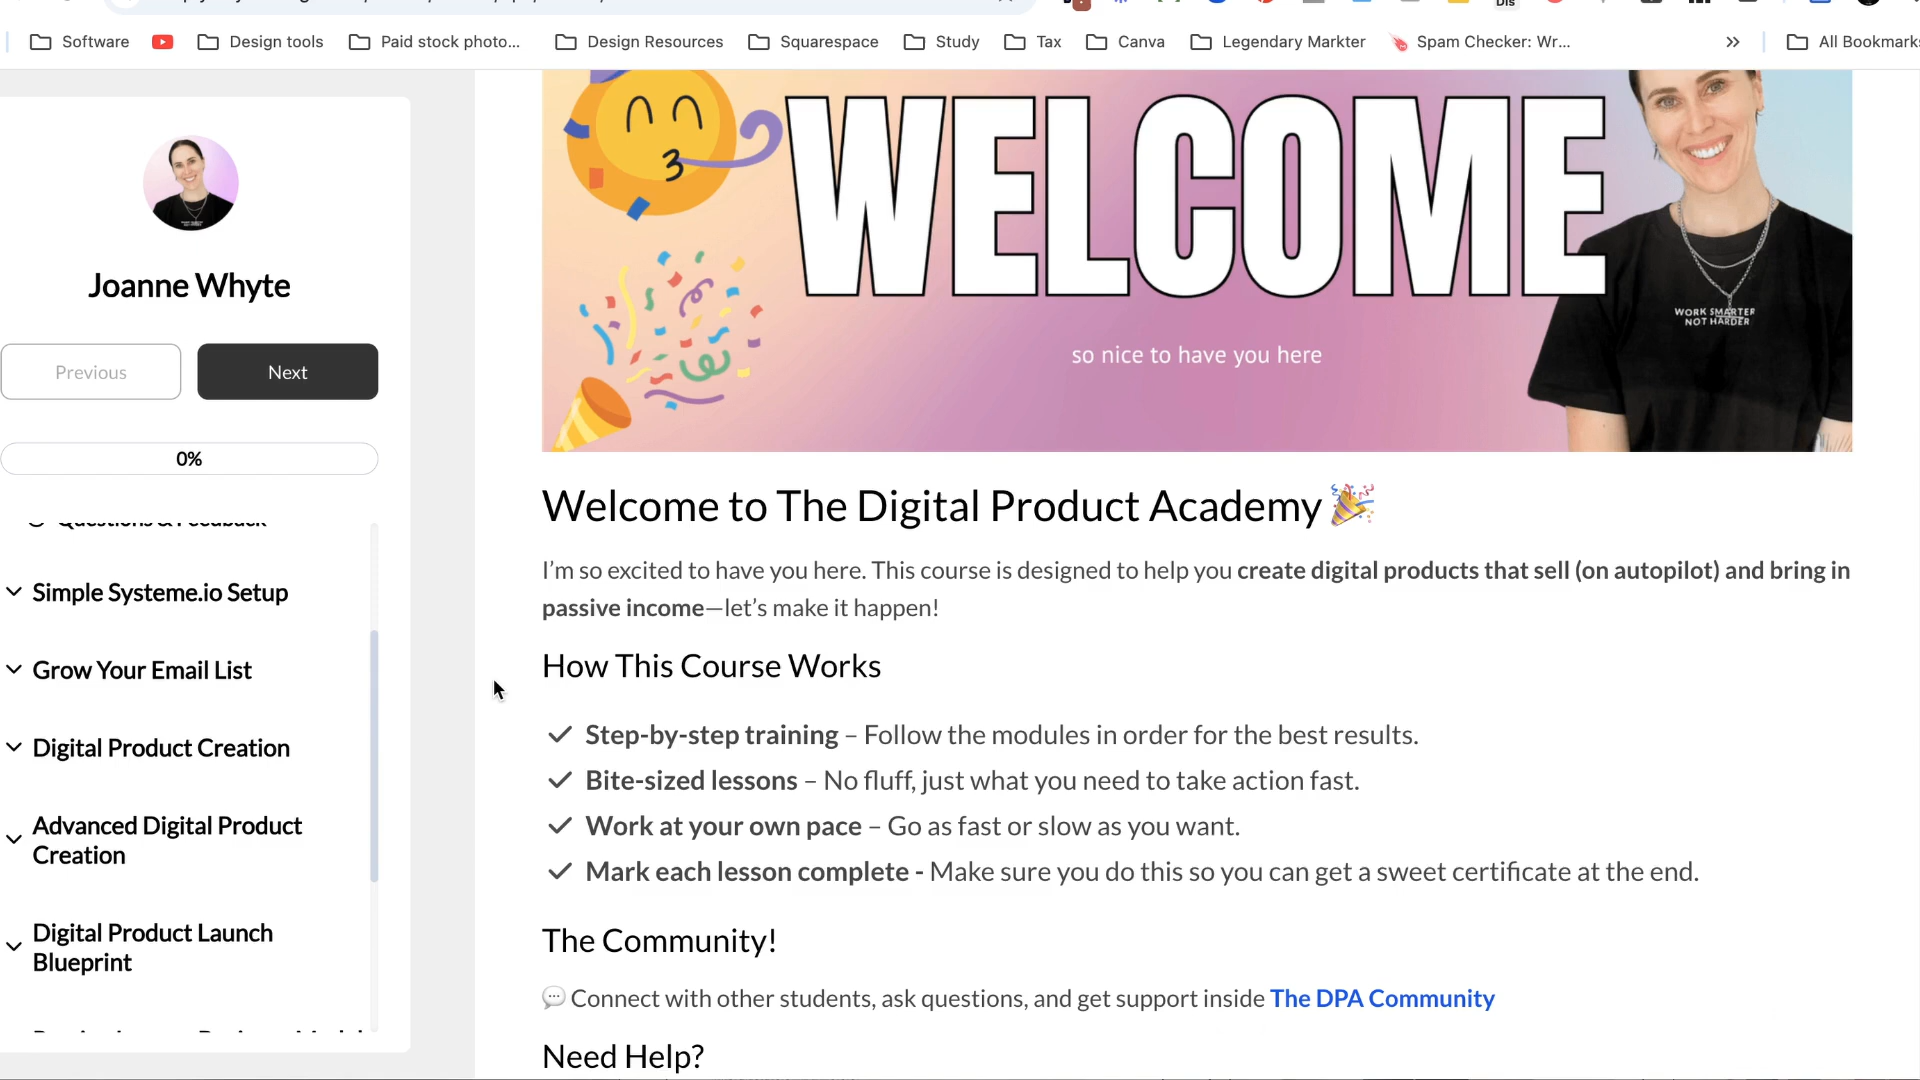 Dis
Software
Design tools
Paid stock photo...
Design Resources
Squarespace
Study
Tax
Canva
Legendary Markter
Spam Checker: Wr...
All Bookmarks
WELCOME
WORK SMARTER
NOT HARDER
so nice to have you here
Joanne Whyte
Previous
Next
0%
Questions & Feedback
Simple Systeme.io Setup
Grow Your Email List
Digital Product Creation
Advanced Digital Product
Creation
Digital Product Launch
Blueprint
Welcome to The Digital Product Academy
I'm so excited to have you here. This course is designed to help you create digital products that sell (on autopilot) and bring in
passive income—let's make it happen!
How This Course Works
Step-by-step training – Follow the modules in order for the best results.
Bite-sized lessons – No fluff, just what you need to take action fast.
Work at your own pace – Go as fast or slow as you want.
Mark each lesson complete - Make sure you do this so you can get a sweet certificate at the end.
The Community!
Connect with other students, ask questions, and get support inside The DPA Community
Need Help?